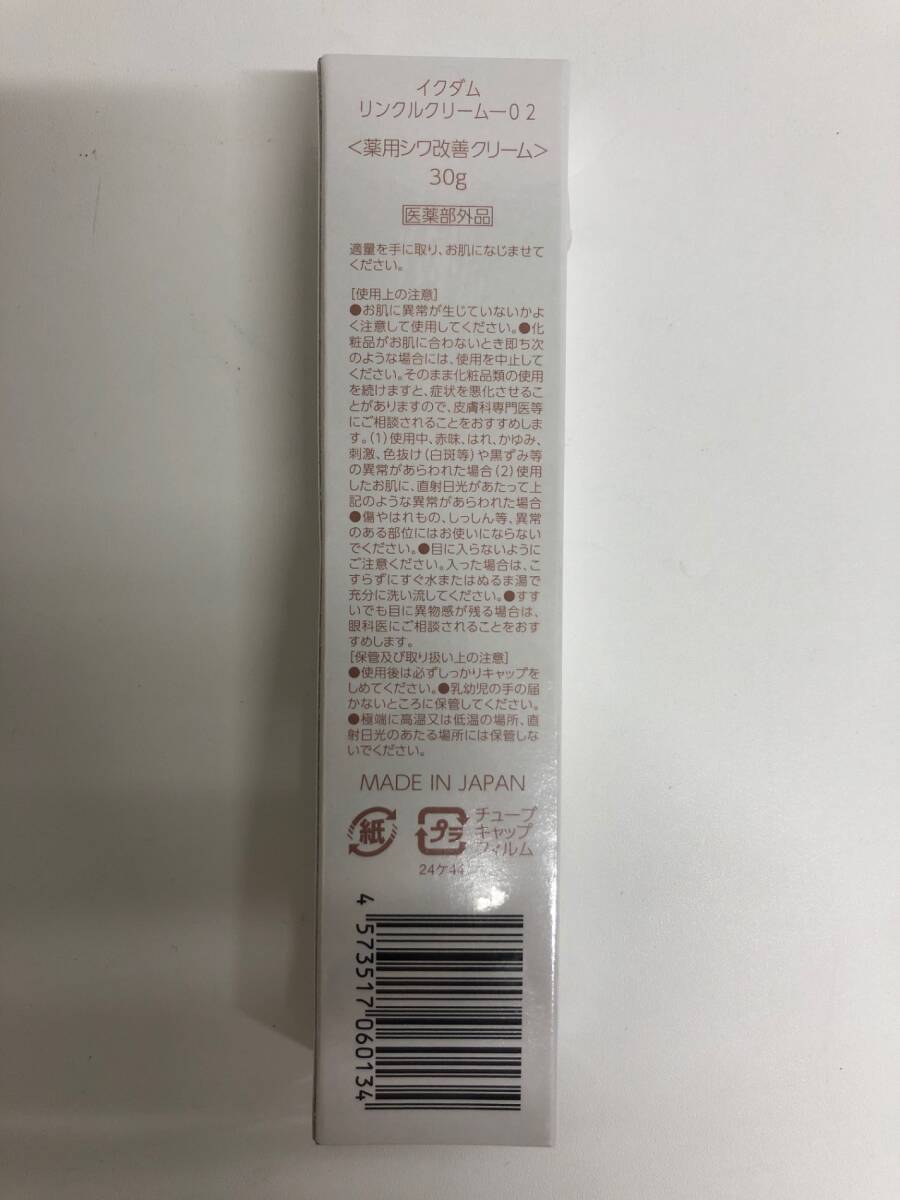 イクダム
リンクルクリームー０２
＜薬用シワ改善クリーム＞
30g
医薬部外品
適量を手に取り、お肌になじませて
ください。
［使用上の注意］
●お肌に異常が生じていないかよ
く注意して使用してください。●化
粧品がお肌に合わないとき即ち次
のような場合には、使用を中止して
ください。そのまま化粧品類の使用
を続けますと、症状を悪化させるこ
とがありますので、皮膚科専門医等
にご相談されることをおすすめしま
す。（1）使用中、赤味、はれ、かゆみ、
刺激、色抜け（白斑等）や黒ずみ等
の異常があらわれた場合（2）使用
したお肌に、直射日光があたって上
記のような異常があらわれた場合
●傷やはれもの、しっしん等、異常
のある部位にはお使いにならない
でください。●目に入らないように
ご注意ください。入った場合は、こ
すらずにすぐ水またはぬるま湯で
充分に洗い流してください。●すす
いでも目に異物感が残る場合は、
眼科医にご相談されることをおす
すめします。
［保管及び取り扱い上の注意］
●使用後は必ずしっかりキャップを
しめてください。●乳幼児の手の届
かないところに保管してください。
●極端に高温又は低温の場所、直
射日光のあたる場所には保管しな
いでください。
MADE IN JAPAN
紙
プラ
チューブ
キャップ
フィルム
24ケ44
4 573517 060134